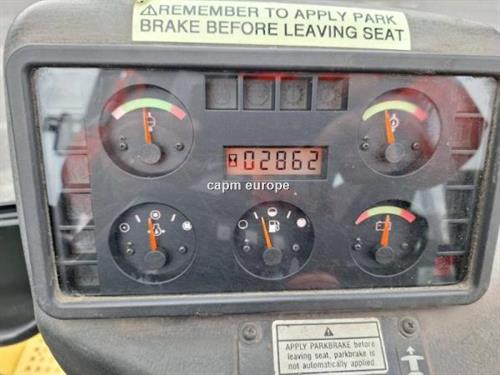 ⚠REMEMBER TO APPLY PARK
BRAKE BEFORE LEAVING SEAT
02862
capm europe
⚠
APPLY PARKBRAKE before
leaving seat, parkbrake is
not automatically applied.